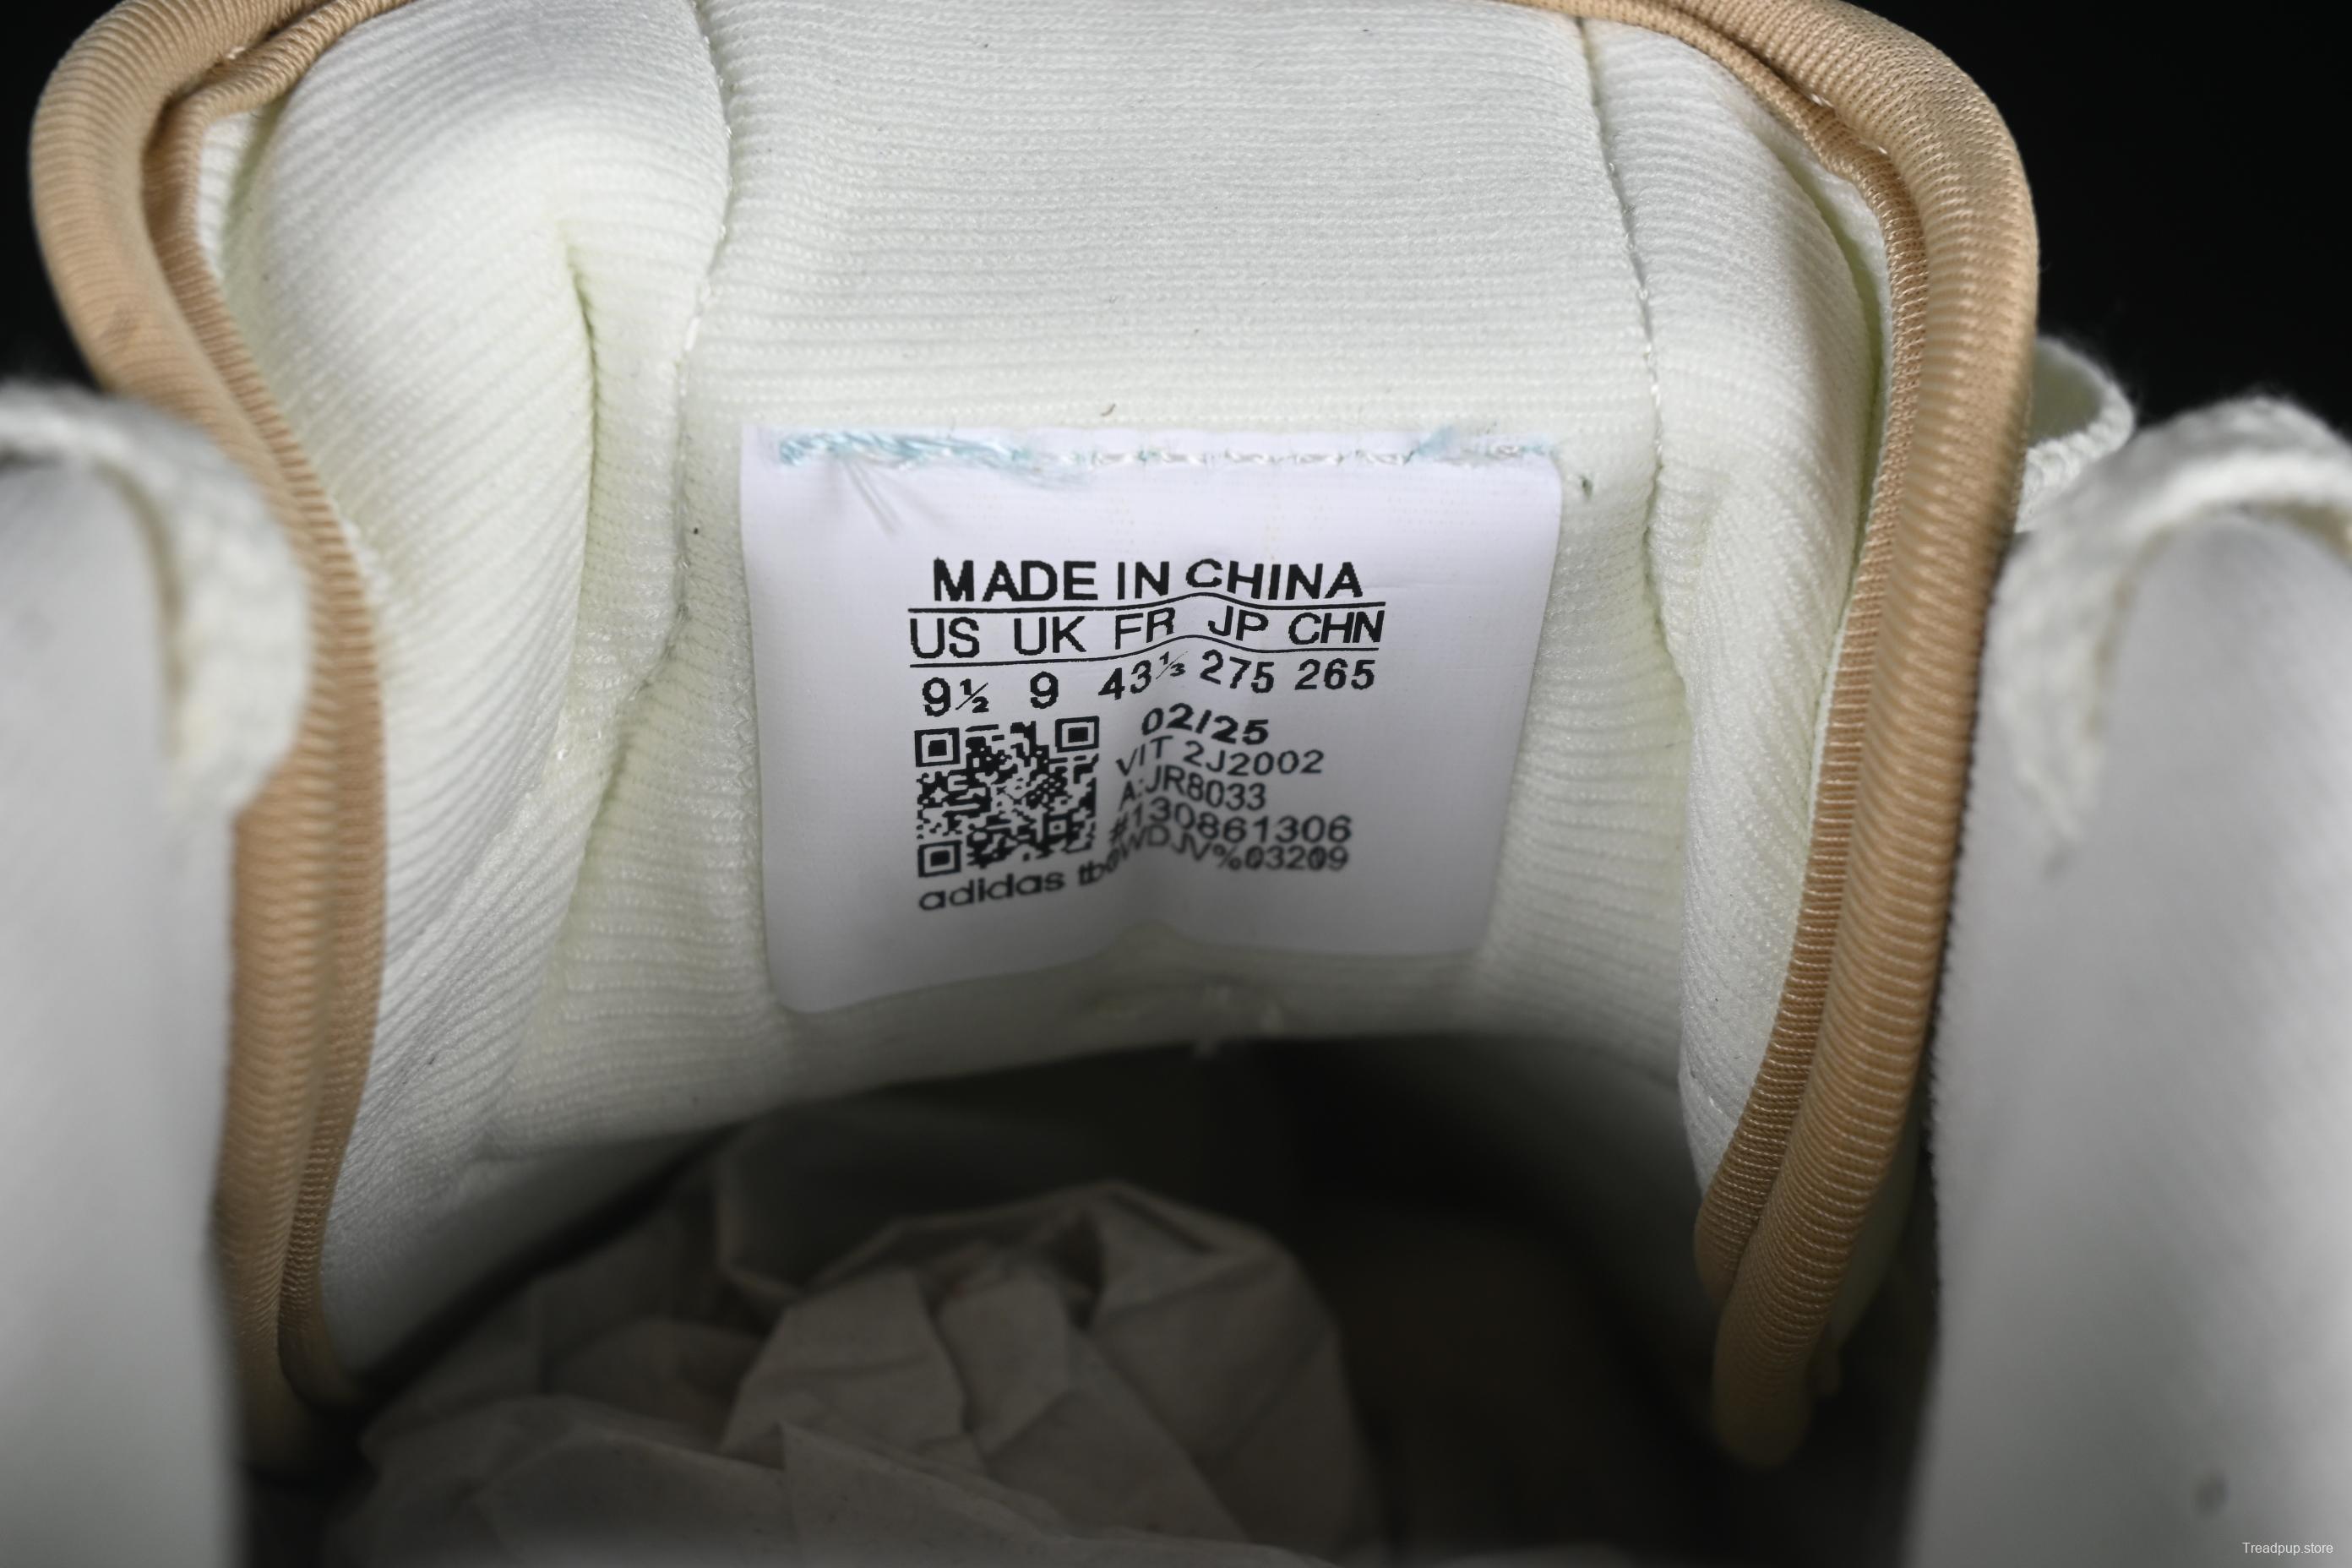 MADE IN CHINA
US UK FR JP CHN
9½ 9 43⅓ 275 265
02/25
VIT 2J2002
A:JR8033
#130861306
adidas
Treadpup.store